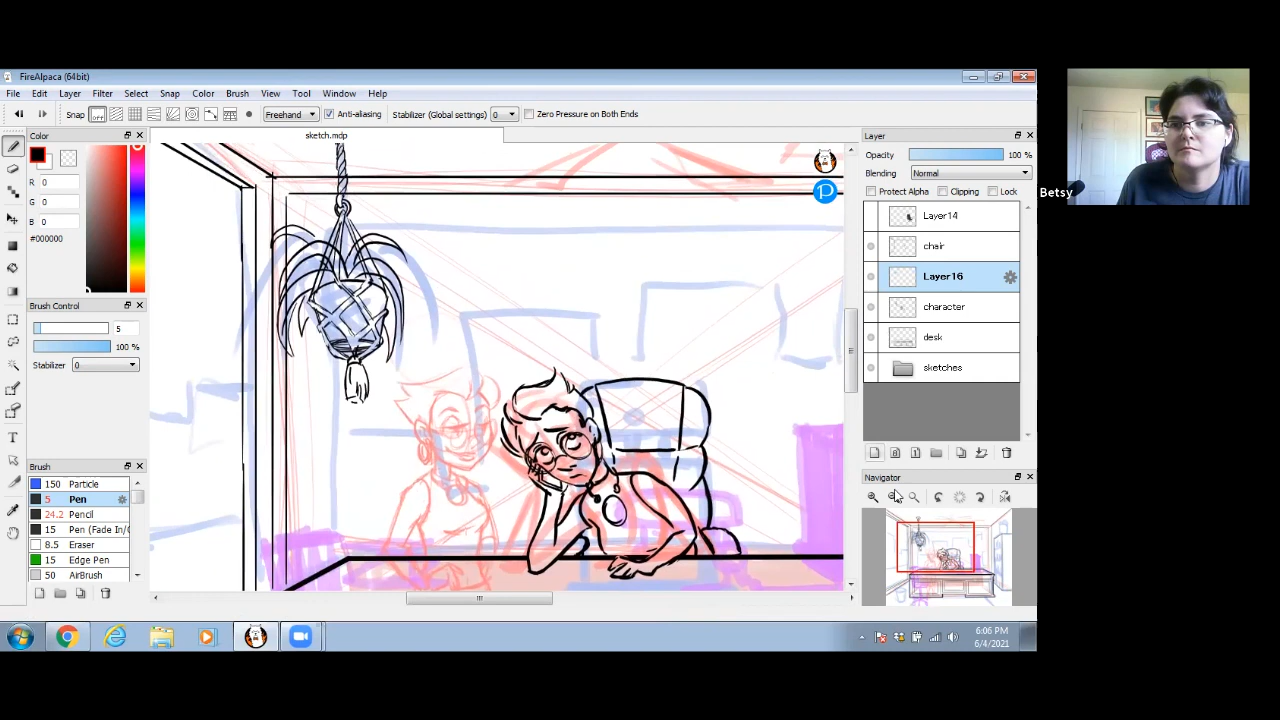 FireAlpaca (64bit)
File Edit Layer Filter Select Snap Color Brush View Tool Window Help
Snap OFF Freehand Anti-aliasing Stabilizer (Global settings) 0 Zero Pressure on Both Ends
Color
sketch.mdp
R 0
G 0
B 0
#000000
Brush Control
5
100 %
Stabilizer 0
Brush
150 Particle
5 Pen
24.2 Pencil
15 Pen (Fade In/O
8.5 Eraser
15 Edge Pen
50 AirBrush
P
Layer
Opacity 100 %
Blending Normal
Protect Alpha Clipping Lock
Layer14
chair
Layer16
character
desk
sketches
Navigator
6:06 PM
6/4/2021
Betsy